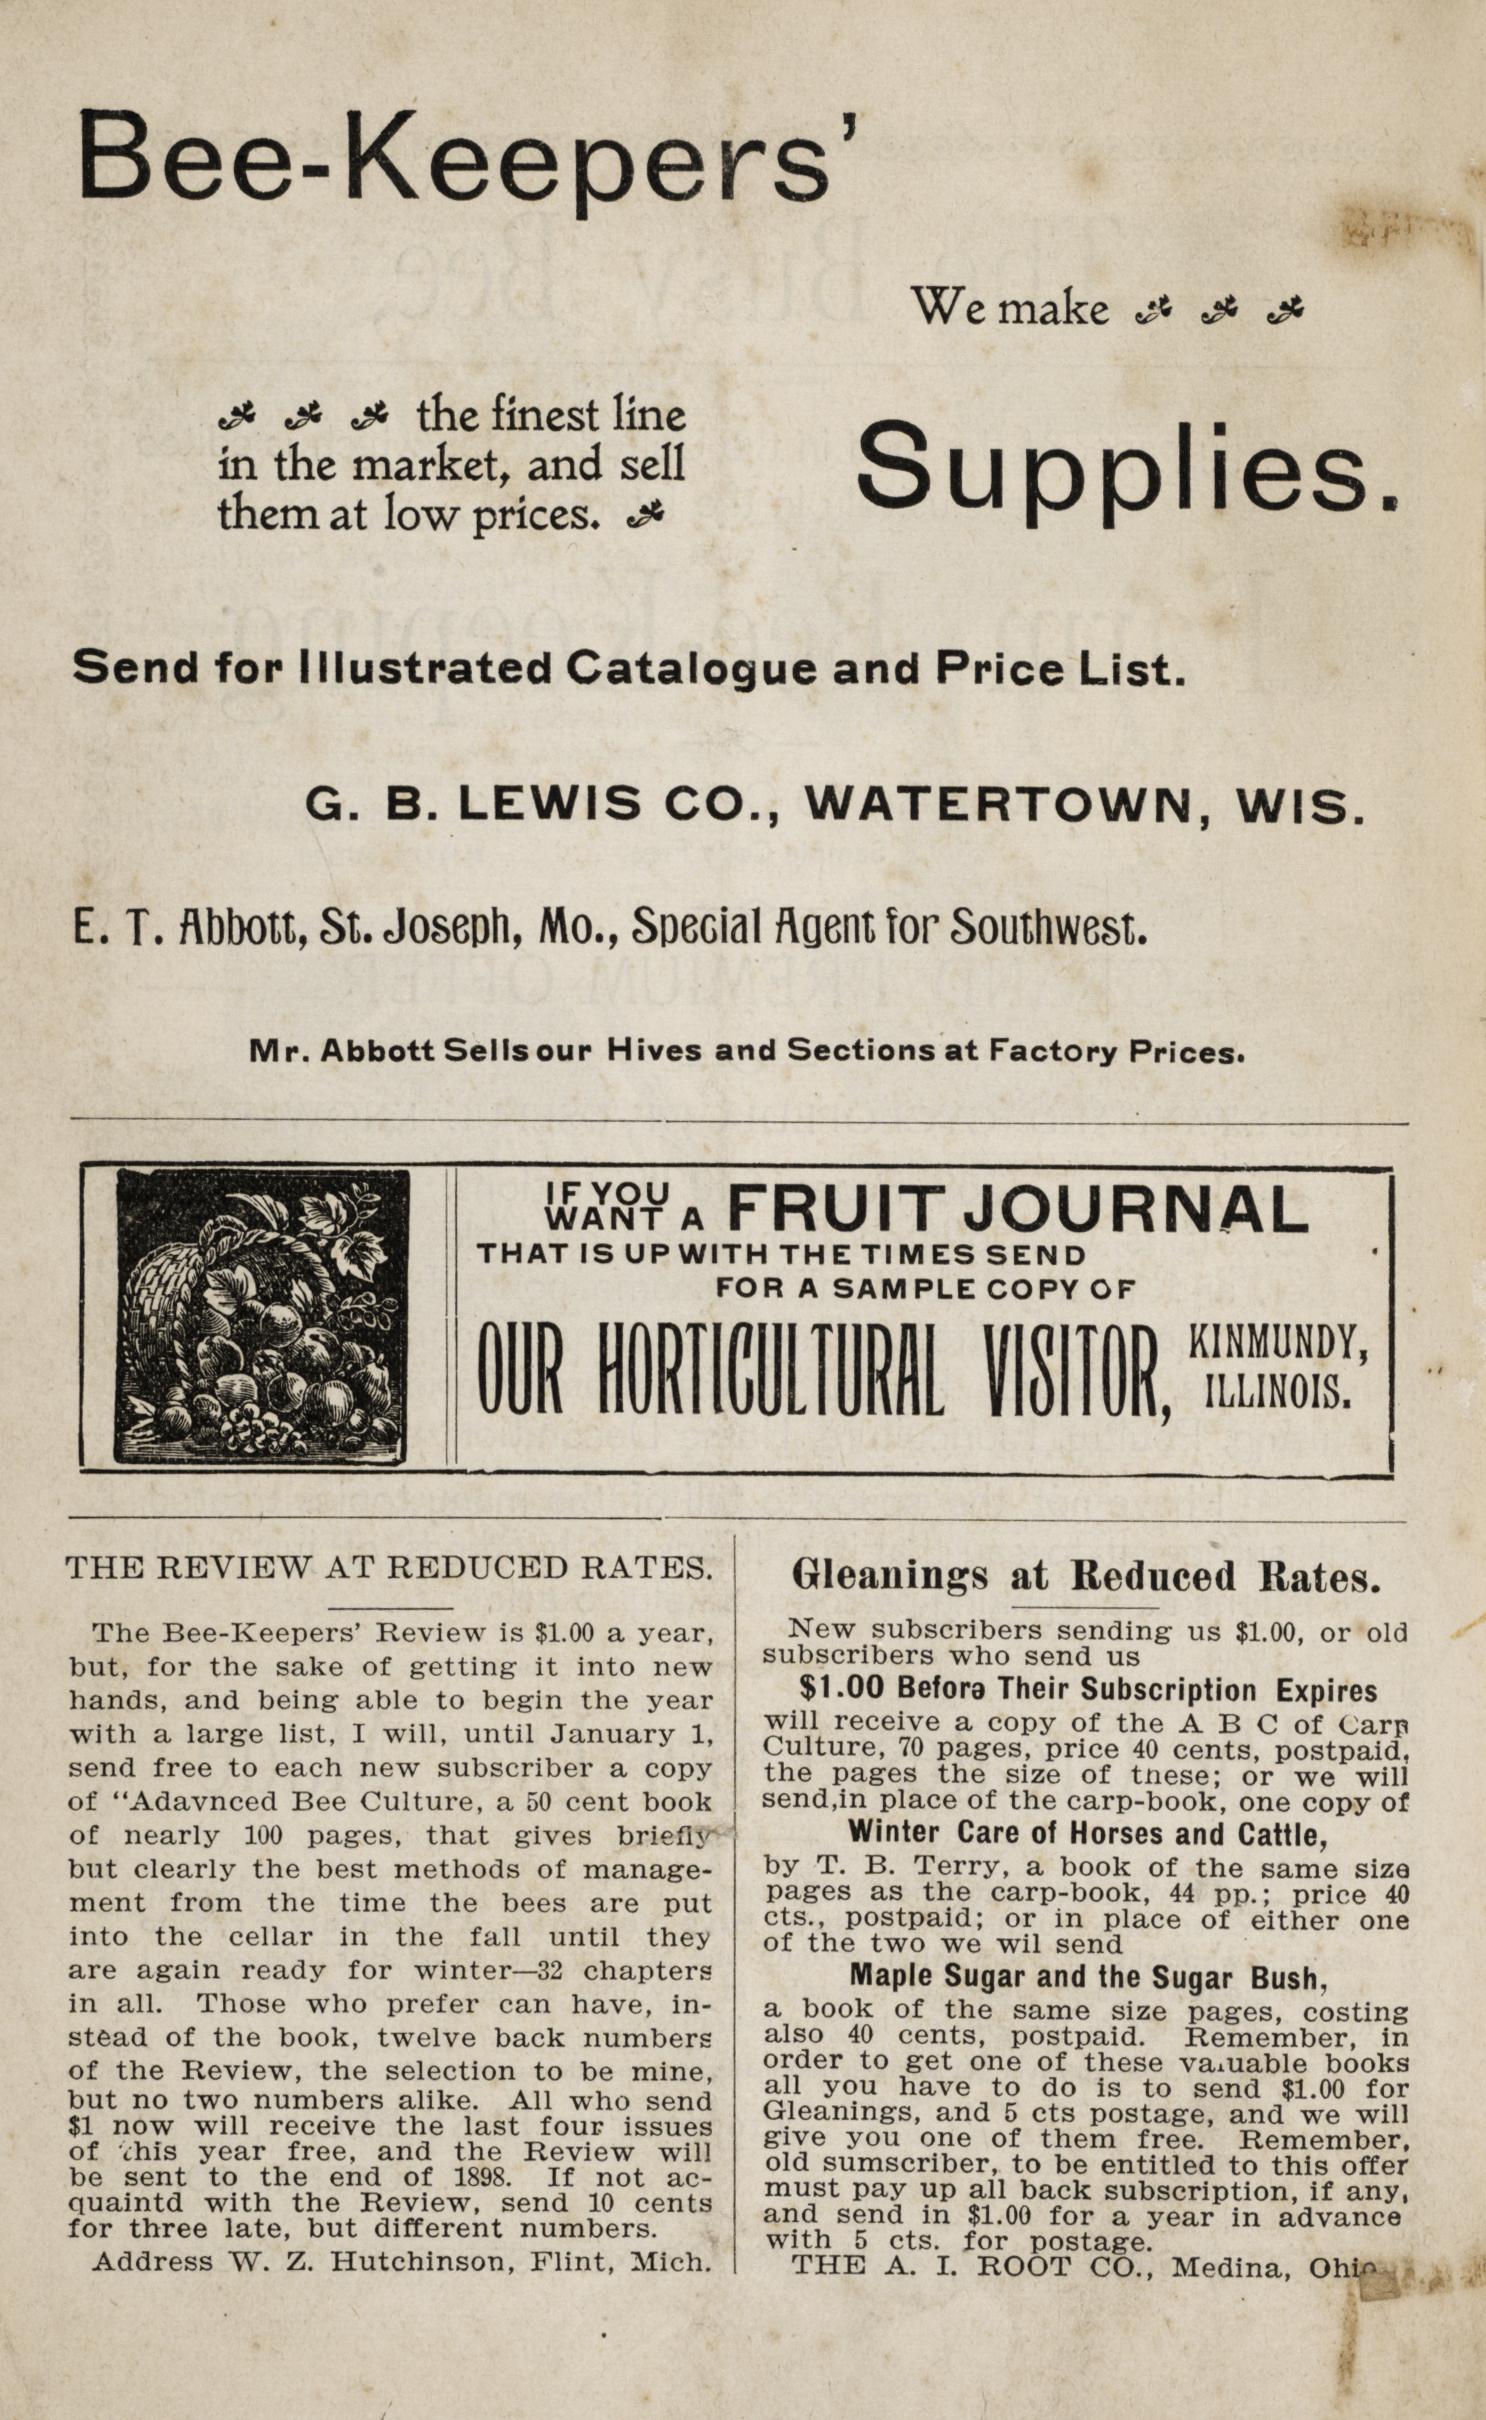 Bee-Keepers’
We make
the finest line
in the market, and sell
them at low prices.
Supplies.
Send for Illustrated Catalogue and Price List.
G. B. LEWIS CO., WATERTOWN, WIS.
E. T. Abbott, St. Joseph, Mo., Special Agent for Southwest.
Mr. Abbott Sells our Hives and Sections at Factory Prices.
IF YOU WANT A FRUIT JOURNAL
THAT IS UP WITH THE TIMES SEND
FOR A SAMPLE COPY OF
OUR HORTICULTURAL VISITOR, KINMUNDY, ILLINOIS.
THE REVIEW AT REDUCED RATES.
The Bee-Keepers’ Review is $1.00 a year,
but, for the sake of getting it into new
hands, and being able to begin the year
with a large list, I will, until January 1,
send free to each new subscriber a copy
of “Adavnced Bee Culture, a 50 cent book
of nearly 100 pages, that gives briefly
but clearly the best methods of manage-
ment from the time the bees are put
into the cellar in the fall until they
are again ready for winter—32 chapters
in all. Those who prefer can have, in-
stead of the book, twelve back numbers
of the Review, the selection to be mine,
but no two numbers alike. All who send
$1 now will receive the last four issues
of this year free, and the Review will
be sent to the end of 1898. If not ac-
quaintd with the Review, send 10 cents
for three late, but different numbers.
Address W. Z. Hutchinson, Flint, Mich.
Gleanings at Reduced Rates.
New subscribers sending us $1.00, or old
subscribers who send us
$1.00 Before Their Subscription Expires
will receive a copy of the A B C of Carp
Culture, 70 pages, price 40 cents, postpaid,
the pages the size of tnese; or we will
send,in place of the carp-book, one copy of
Winter Care of Horses and Cattle,
by T. B. Terry, a book of the same size
pages as the carp-book, 44 pp.; price 40
cts., postpaid; or in place of either one
of the two we wil send
Maple Sugar and the Sugar Bush,
a book of the same size pages, costing
also 40 cents, postpaid. Remember, in
order to get one of these valuable books
all you have to do is to send $1.00 for
Gleanings, and 5 cts postage, and we will
give you one of them free. Remember,
old sumscriber, to be entitled to this offer
must pay up all back subscription, if any,
and send in $1.00 for a year in advance
with 5 cts. for postage.
THE A. I. ROOT CO., Medina, Ohio